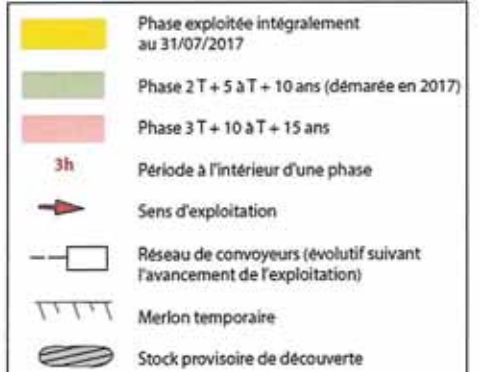 Phase exploitée intégralement
au 31/07/2017
Phase 2 T + 5 à T + 10 ans (démarée en 2017)
Phase 3 T + 10 à T + 15 ans
3h Période à l'intérieur d'une phase
Sens d'exploitation
Réseau de convoyeurs (évolutif suivant
l'avancement de l'exploitation)
Merlon temporaire
Stock provisoire de découverte